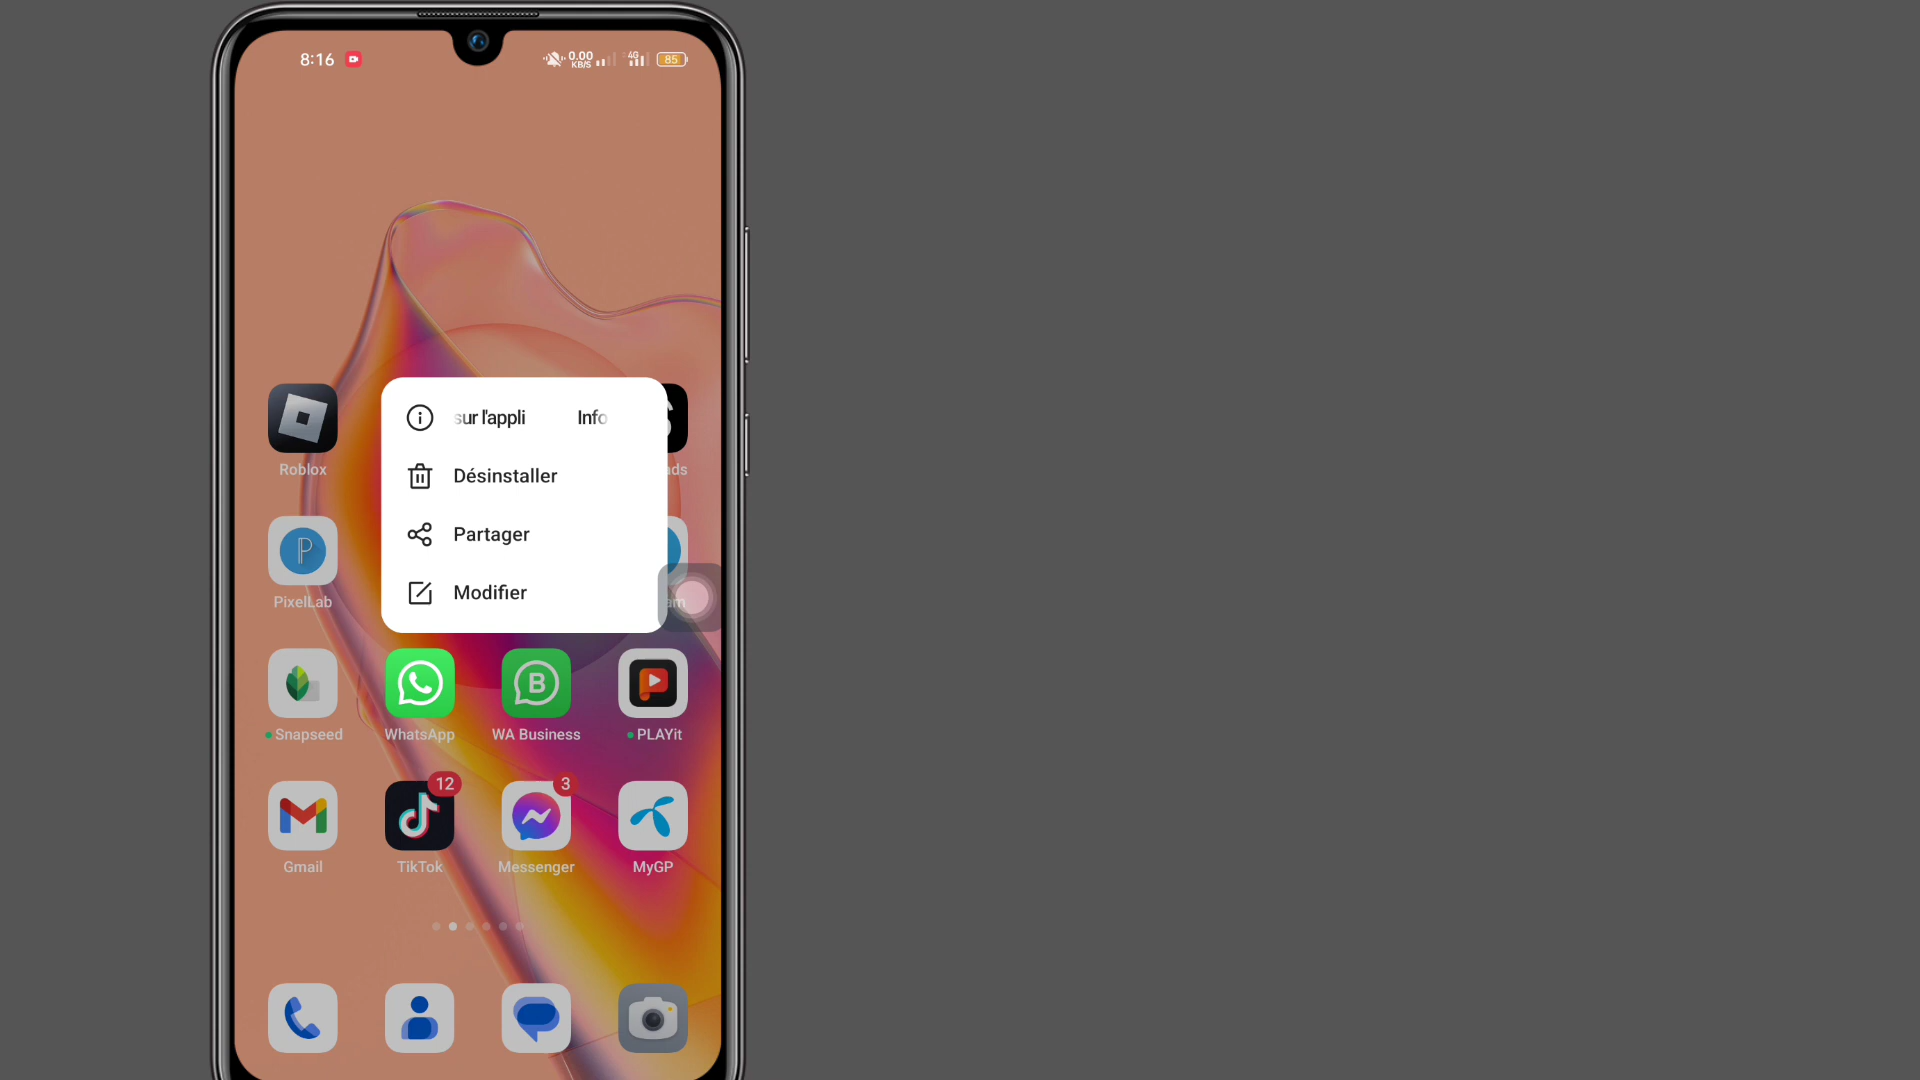 8:16
0.00 KB/S 4G 85
sur l'appli Info
Désinstaller
Partager
Modifier
Roblox
ads
PixelLab
am
Snapseed WhatsApp WA Business PLAYit
B
12 3
Gmail TikTok Messenger MyGP